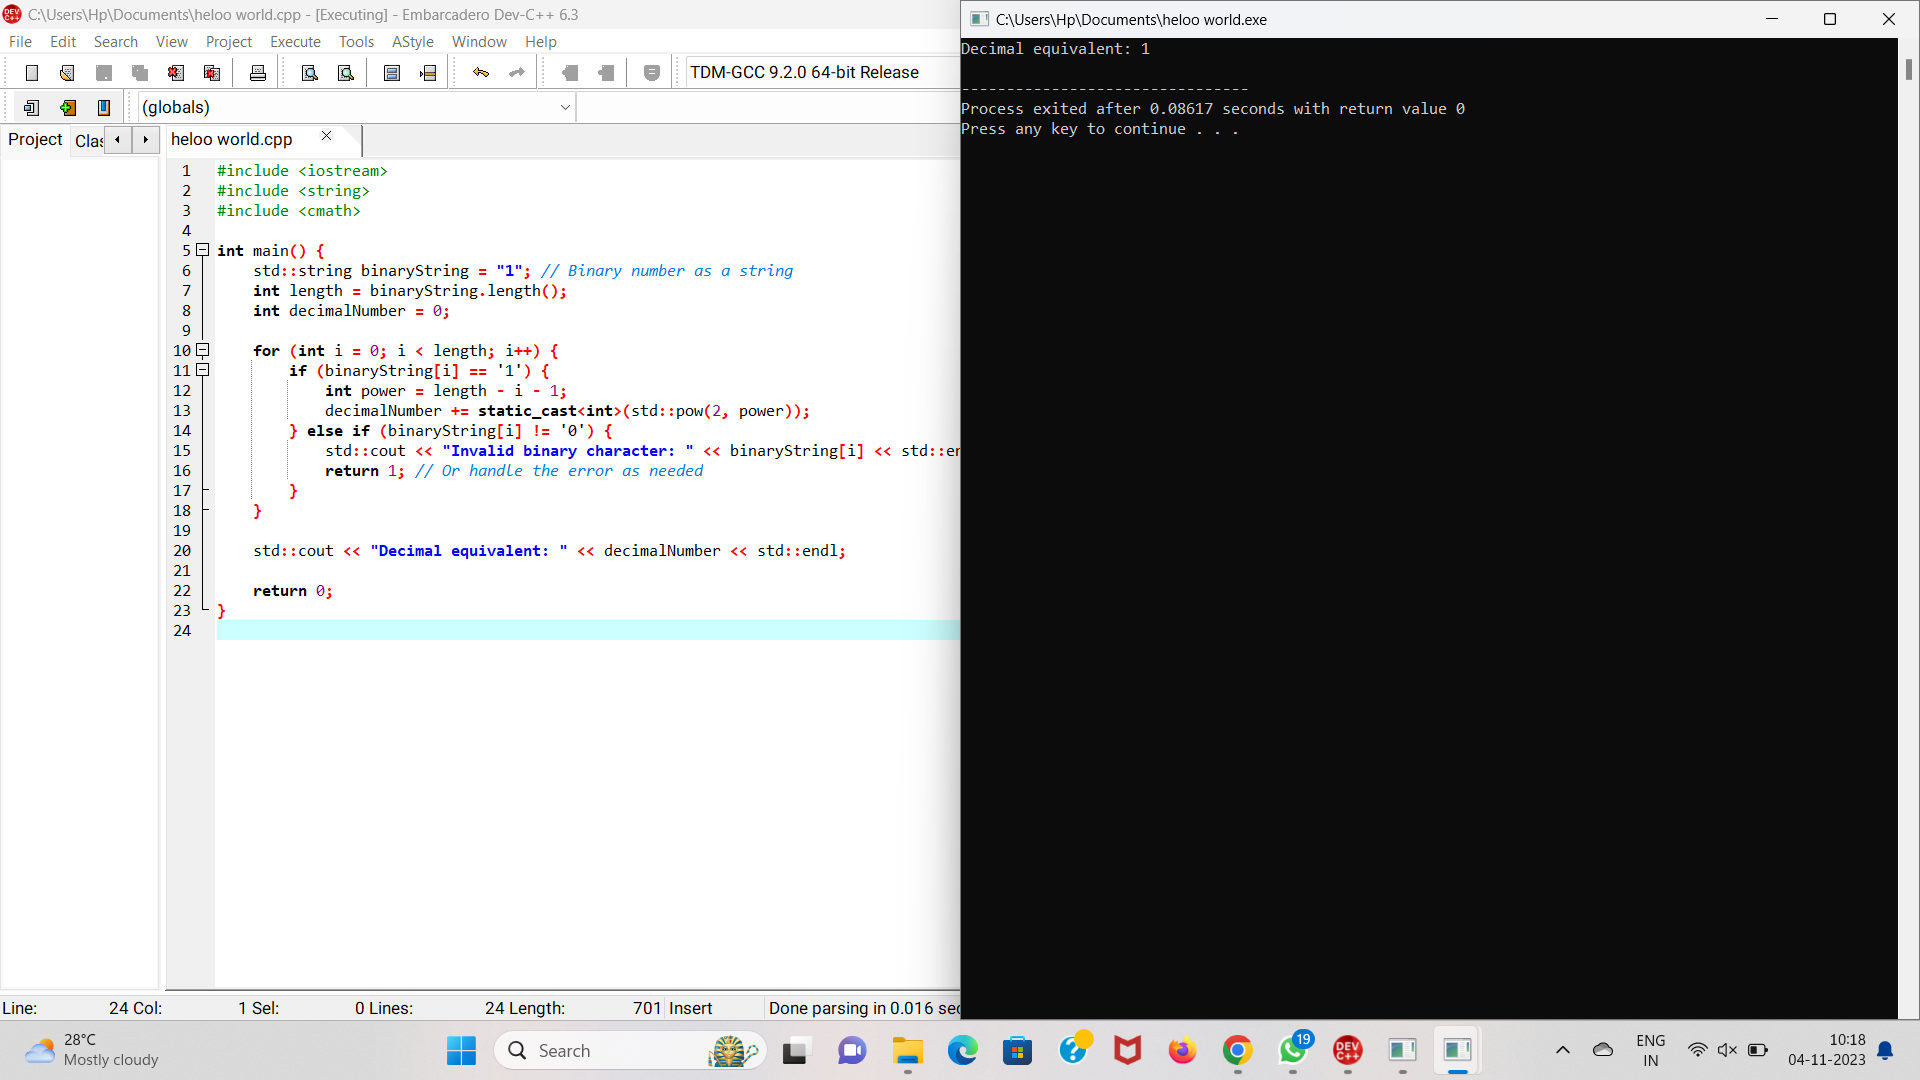 C:\Users\Hp\Documents\heloo world.cpp - [Executing] - Embarcadero Dev-C++ 6.3
File Edit Search View Project Execute Tools AStyle Window Help
TDM-GCC 9.2.0 64-bit Release
(globals)
Project Clas
heloo world.cpp
1 #include <iostream>
2 #include <string>
3 #include <cmath>
4
5 int main() {
6 std::string binaryString = "1"; // Binary number as a string
7 int length = binaryString.length();
8 int decimalNumber = 0;
9
10 for (int i = 0; i < length; i++) {
11 if (binaryString[i] == '1') {
12 int power = length - i - 1;
13 decimalNumber += static_cast<int>(std::pow(2, power));
14 } else if (binaryString[i] != '0') {
15 std::cout << "Invalid binary character: " << binaryString[i] << std::en
16 return 1; // Or handle the error as needed
17 }
18 }
19
20 std::cout << "Decimal equivalent: " << decimalNumber << std::endl;
21
22 return 0;
23 }
24
Line: 24 Col: 1 Sel: 0 Lines: 24 Length: 701 Insert Done parsing in 0.016 sec
C:\Users\Hp\Documents\heloo world.exe
Decimal equivalent: 1
--------------------------------
Process exited after 0.08617 seconds with return value 0
Press any key to continue . . .
28°C
Mostly cloudy
Search
19
DEV
C++
ENG
IN
10:18
04-11-2023